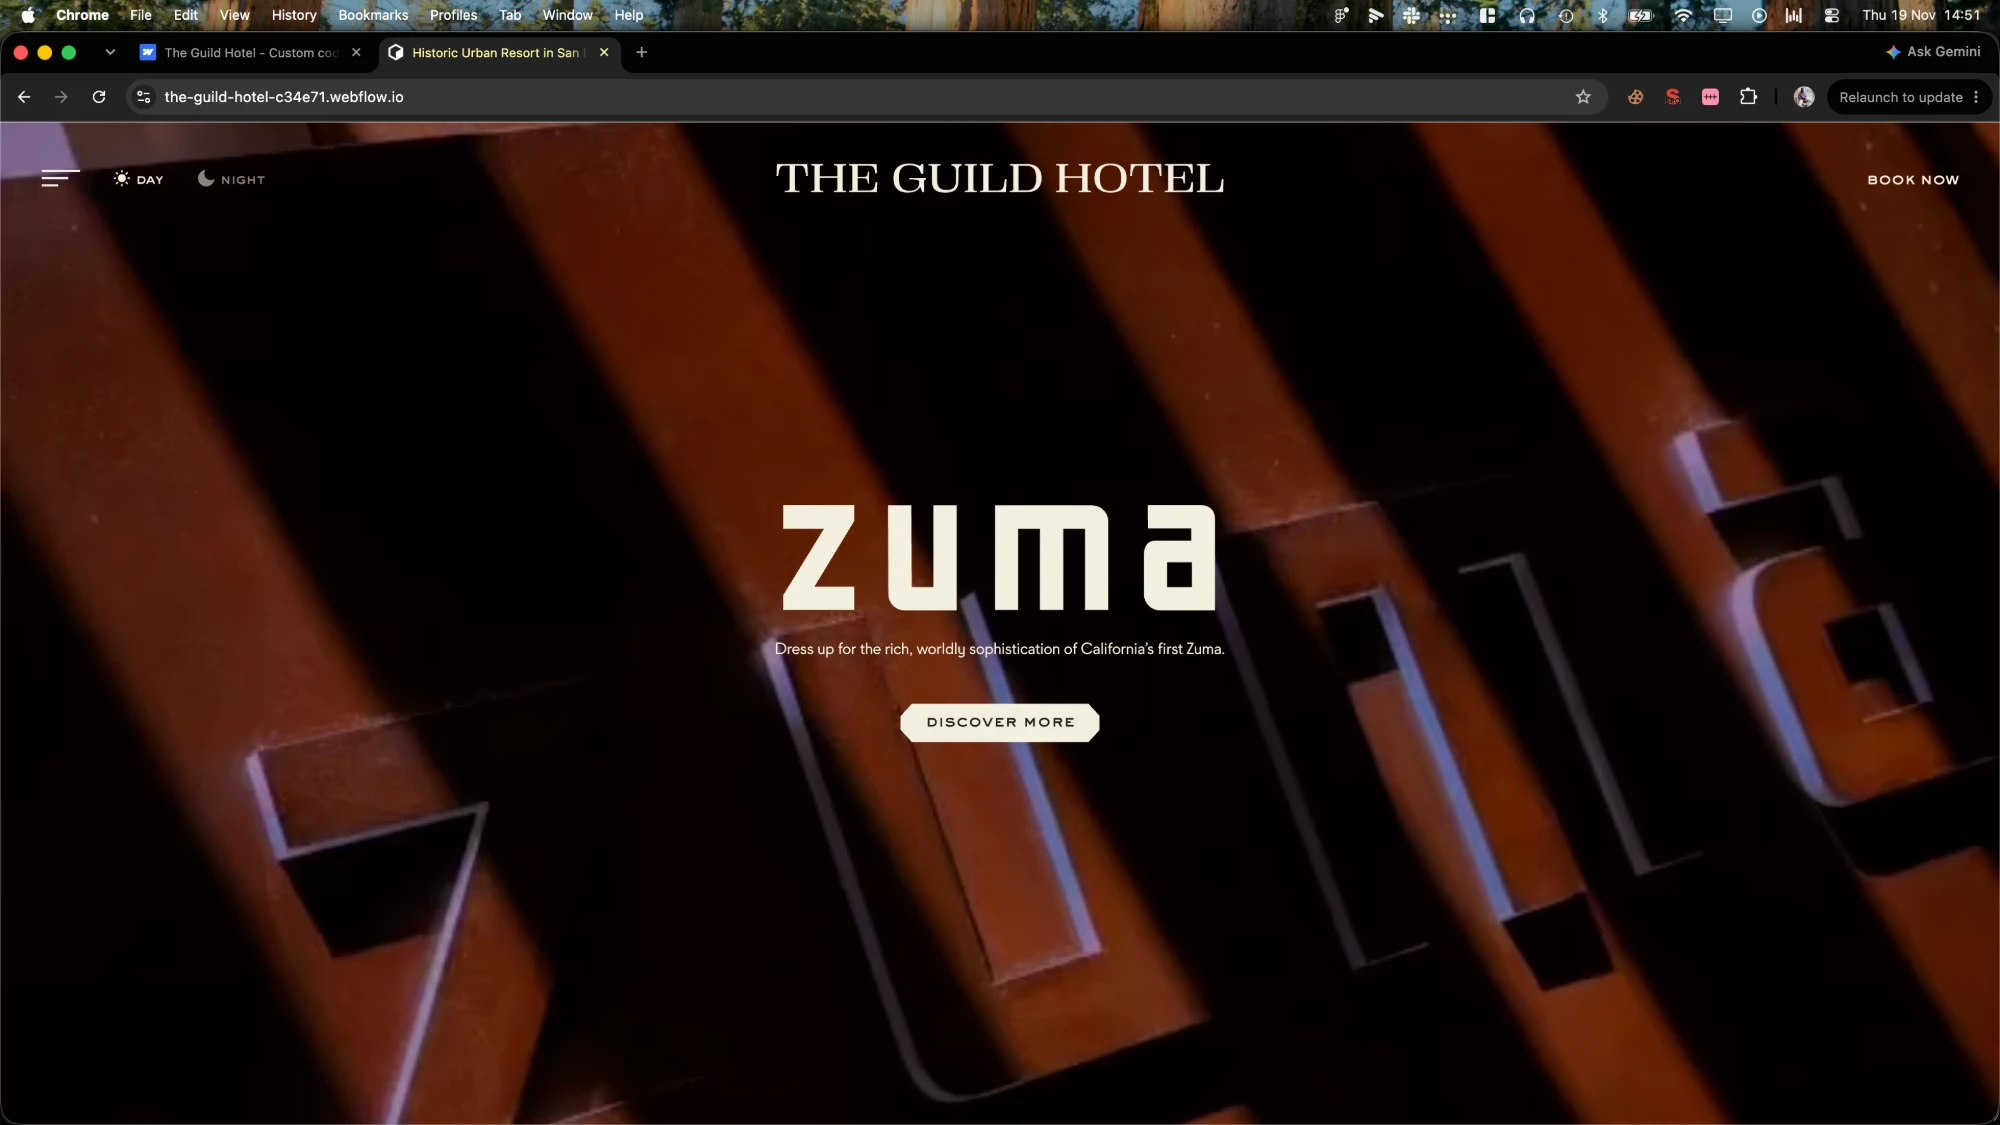 Chrome File Edit View History Bookmarks Profiles Tab Window Help Thu 19 Nov 14:51
The Guild Hotel - Custom co Historic Urban Resort in San Ask Gemini
the-guild-hotel-c34e71.webflow.io Relaunch to update
DAY NIGHT THE GUILD HOTEL BOOK NOW
zuma
Dress up for the rich, worldly sophistication of California's first Zuma.
DISCOVER MORE